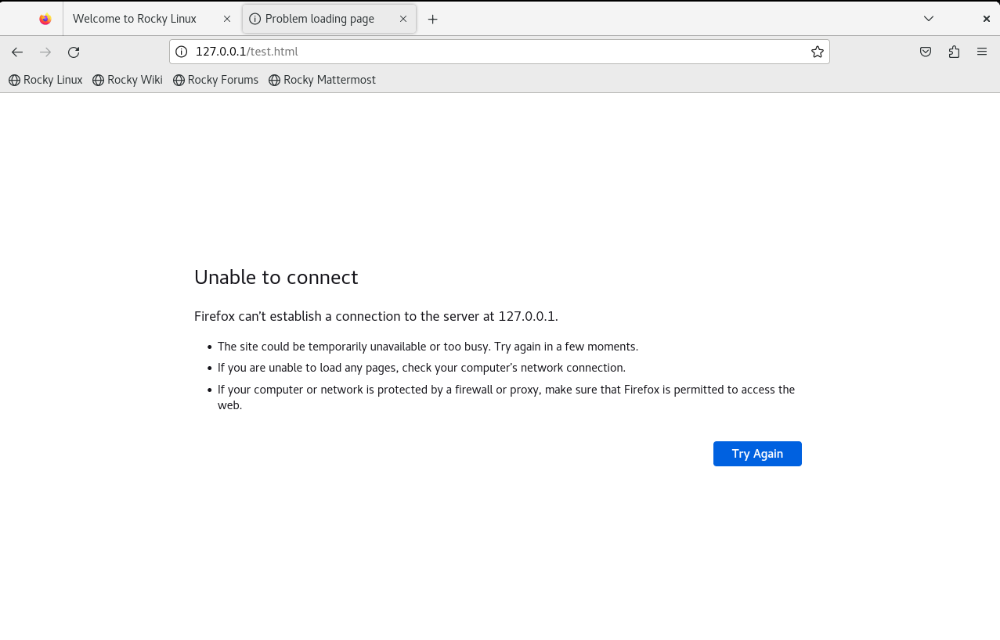 Welcome to Rocky Linux
Problem loading page
127.0.0.1/test.html
Rocky Linux Rocky Wiki Rocky Forums Rocky Mattermost
Unable to connect
Firefox can’t establish a connection to the server at 127.0.0.1.
• The site could be temporarily unavailable or too busy. Try again in a few moments.
• If you are unable to load any pages, check your computer’s network connection.
• If your computer or network is protected by a firewall or proxy, make sure that Firefox is permitted to access the
web.
Try Again